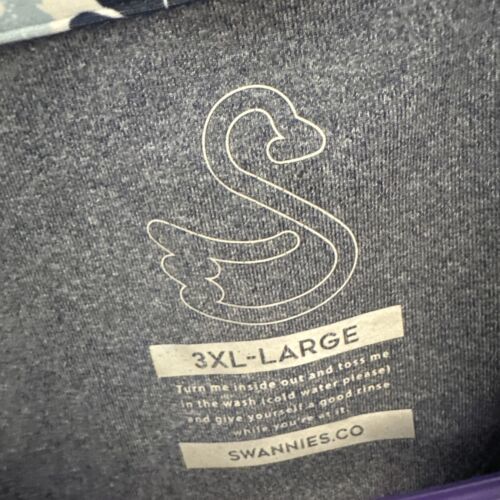 3XL-LARGE
Turn me inside out and toss me
in the wash (cold water please)
and give yourself a good rinse
while you're at it.
SWANNIES.CO